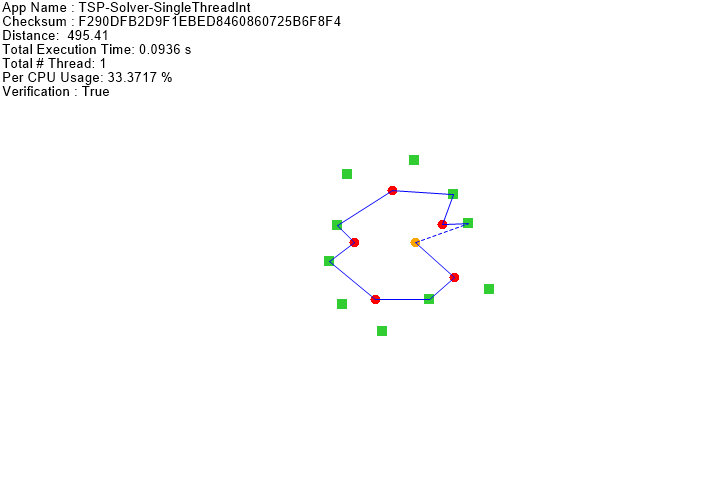 App Name : TSP-Solver-SingleThreadInt
Checksum : F290DFB2D9F1EBED8460860725B6F8F4
Distance:  495.41
Total Execution Time: 0.0936 s
Total # Thread: 1
Per CPU Usage: 33.3717 %
Verification : True